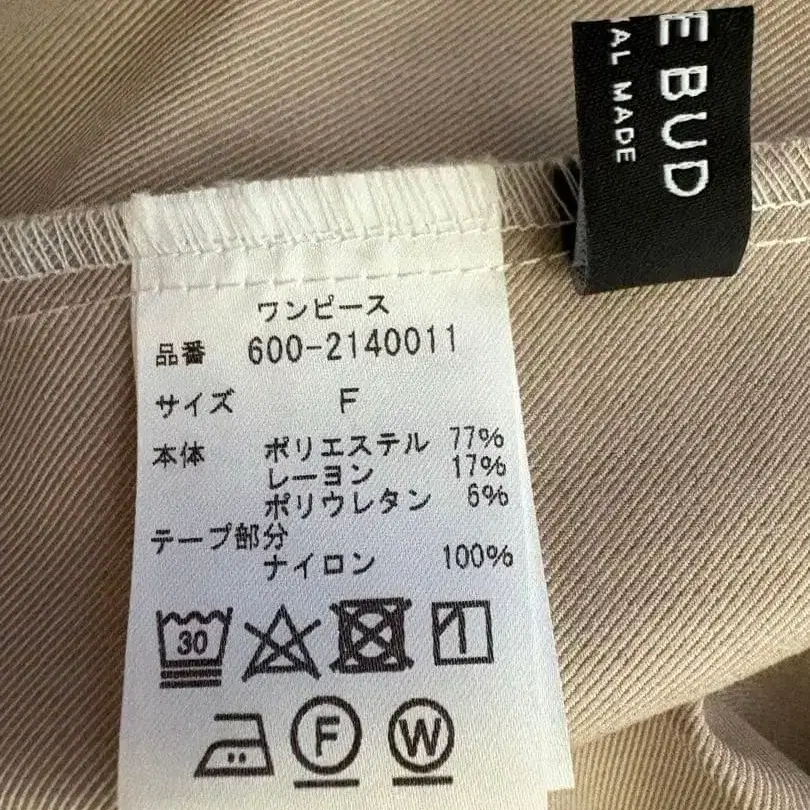 E BUD
AL MADE
ワンピース
品番 600-2140011
サイズ F
本体 ポリエステル 77%
レーヨン 17%
ポリウレタン 6%
テープ部分
ナイロン 100%
30
F W